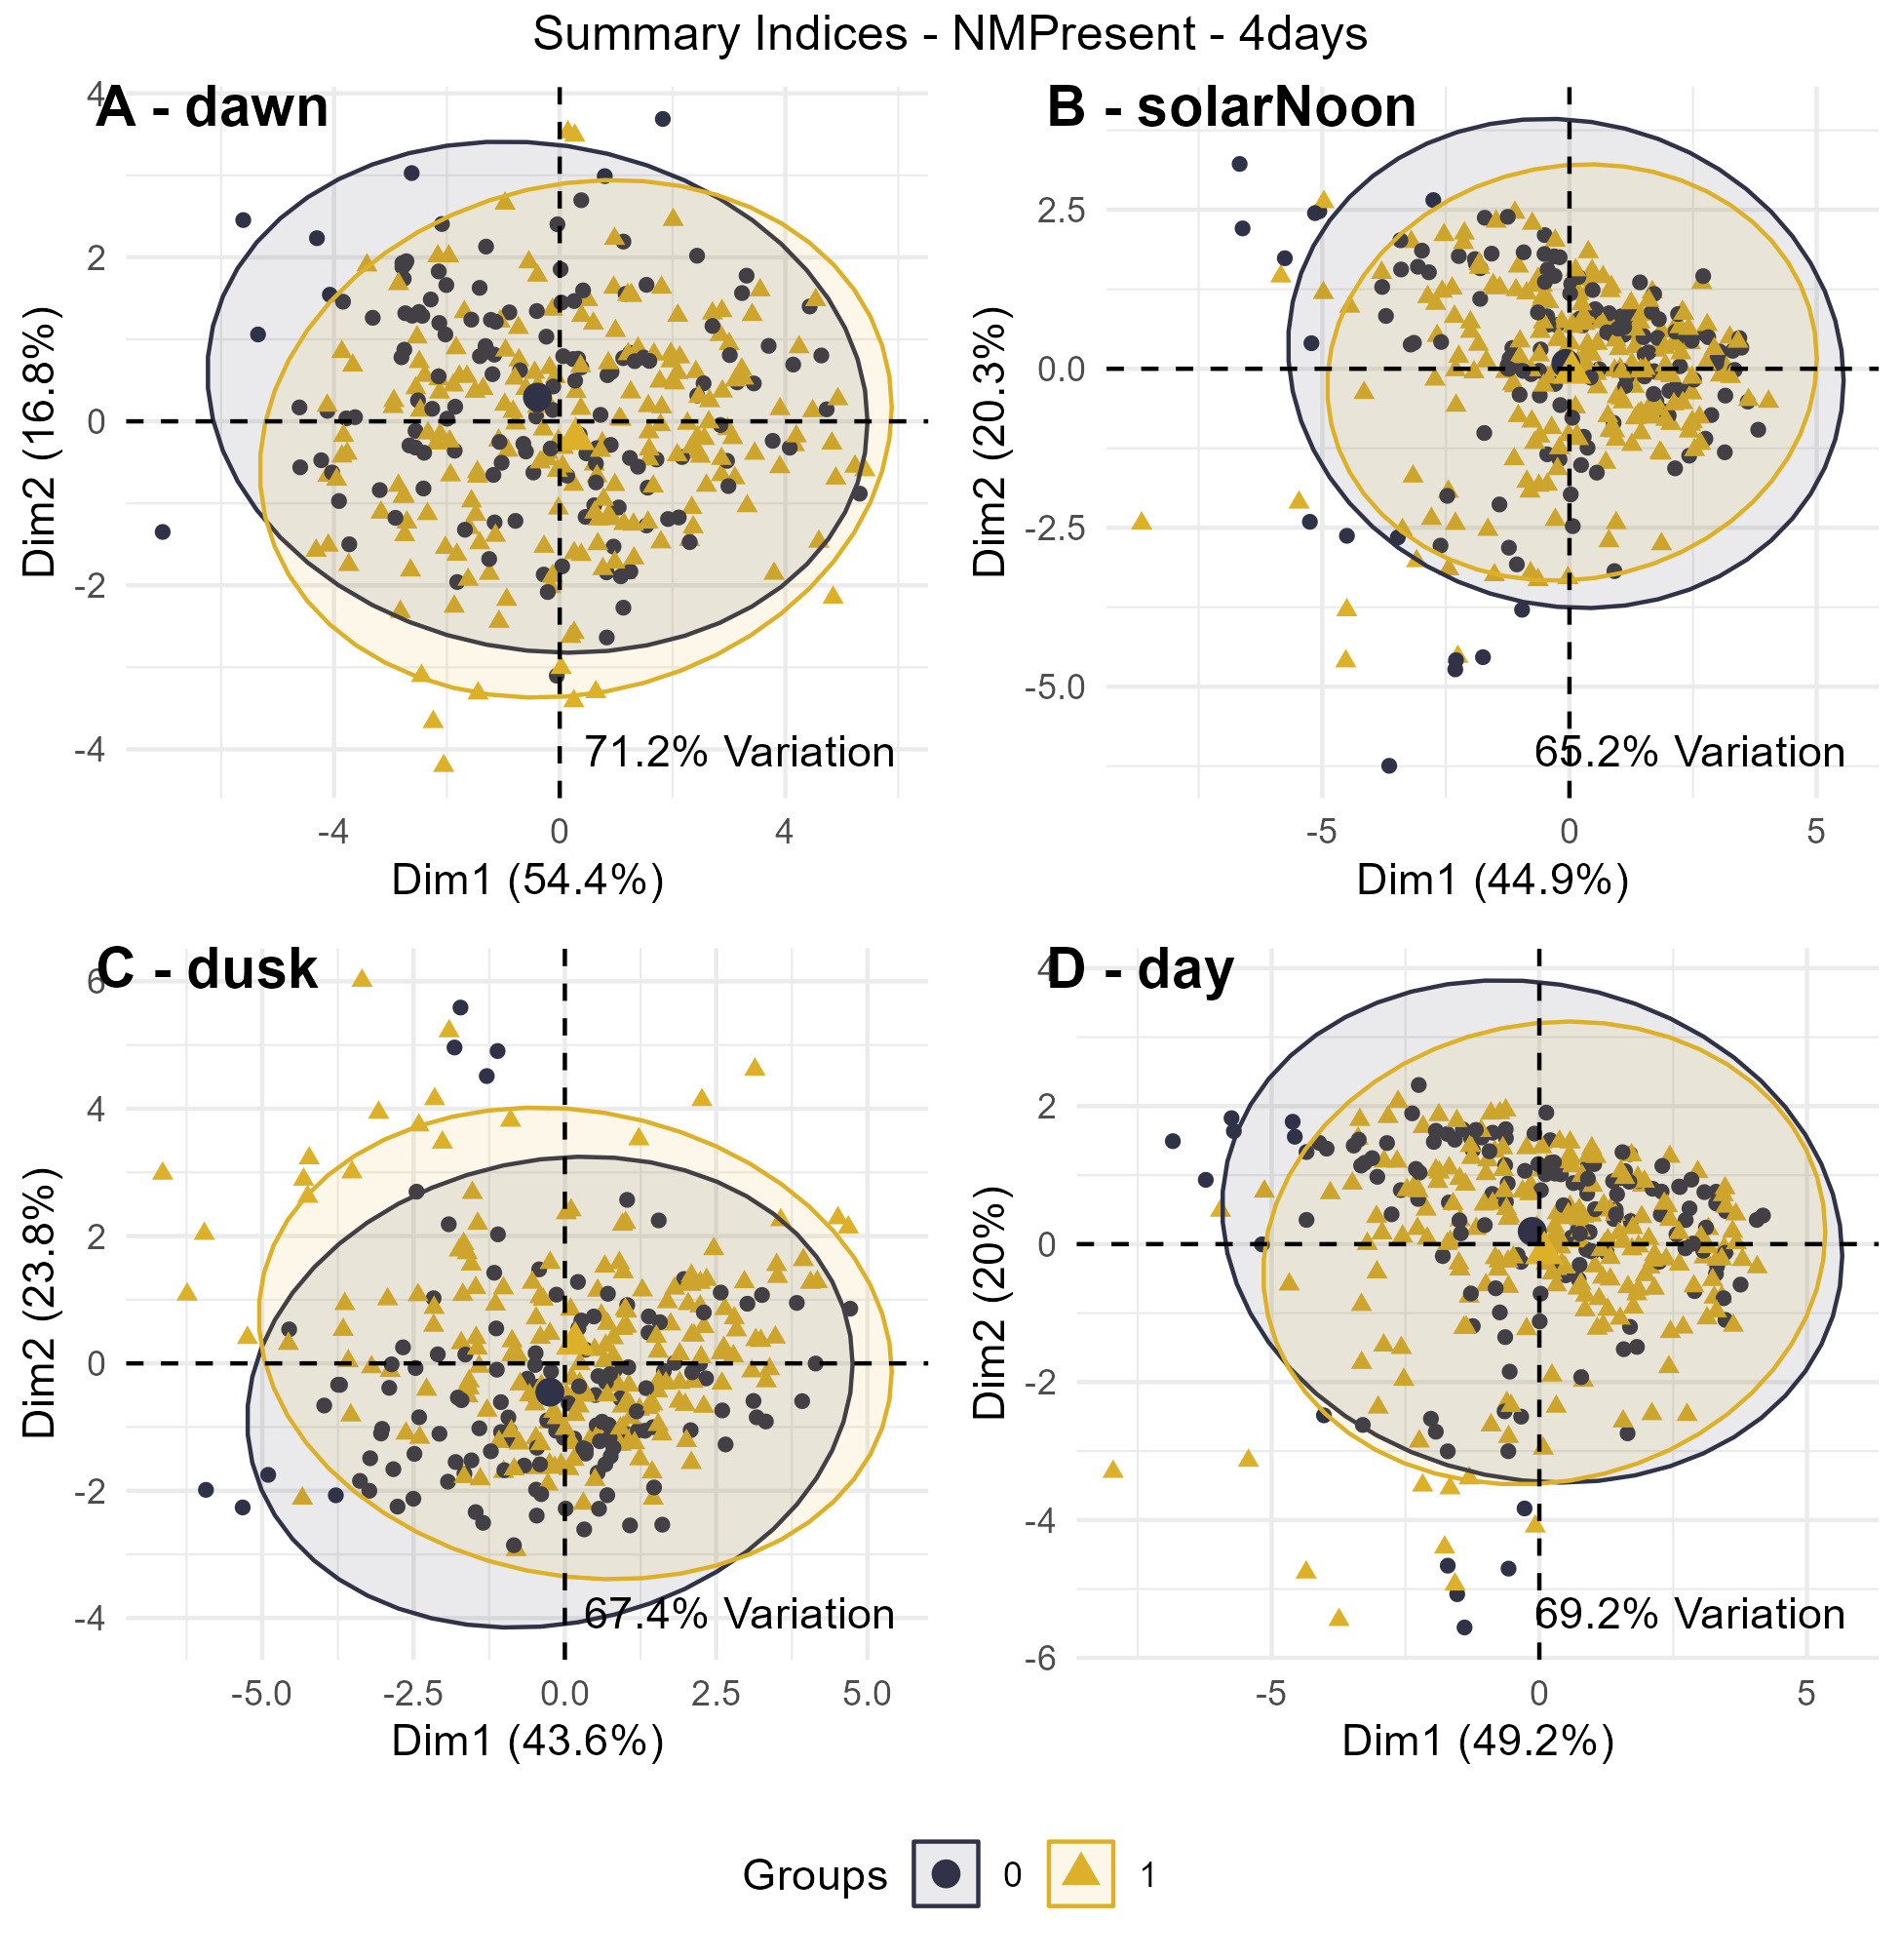 Summary Indices - NMPresent - 4days
A - dawn
4
2
0
-2
-4
Dim2 (16.8%)
71.2% Variation
-4 0 4
Dim1 (54.4%)
B - solarNoon
2.5
0.0
-2.5
-5.0
Dim2 (20.3%)
65.2% Variation
-5 0 5
Dim1 (44.9%)
C - dusk
6
4
2
0
-2
-4
Dim2 (23.8%)
67.4% Variation
-5.0 -2.5 0.0 2.5 5.0
Dim1 (43.6%)
D - day
4
2
0
-2
-4
-6
Dim2 (20%)
69.2% Variation
-5 0 5
Dim1 (49.2%)
Groups 0 1